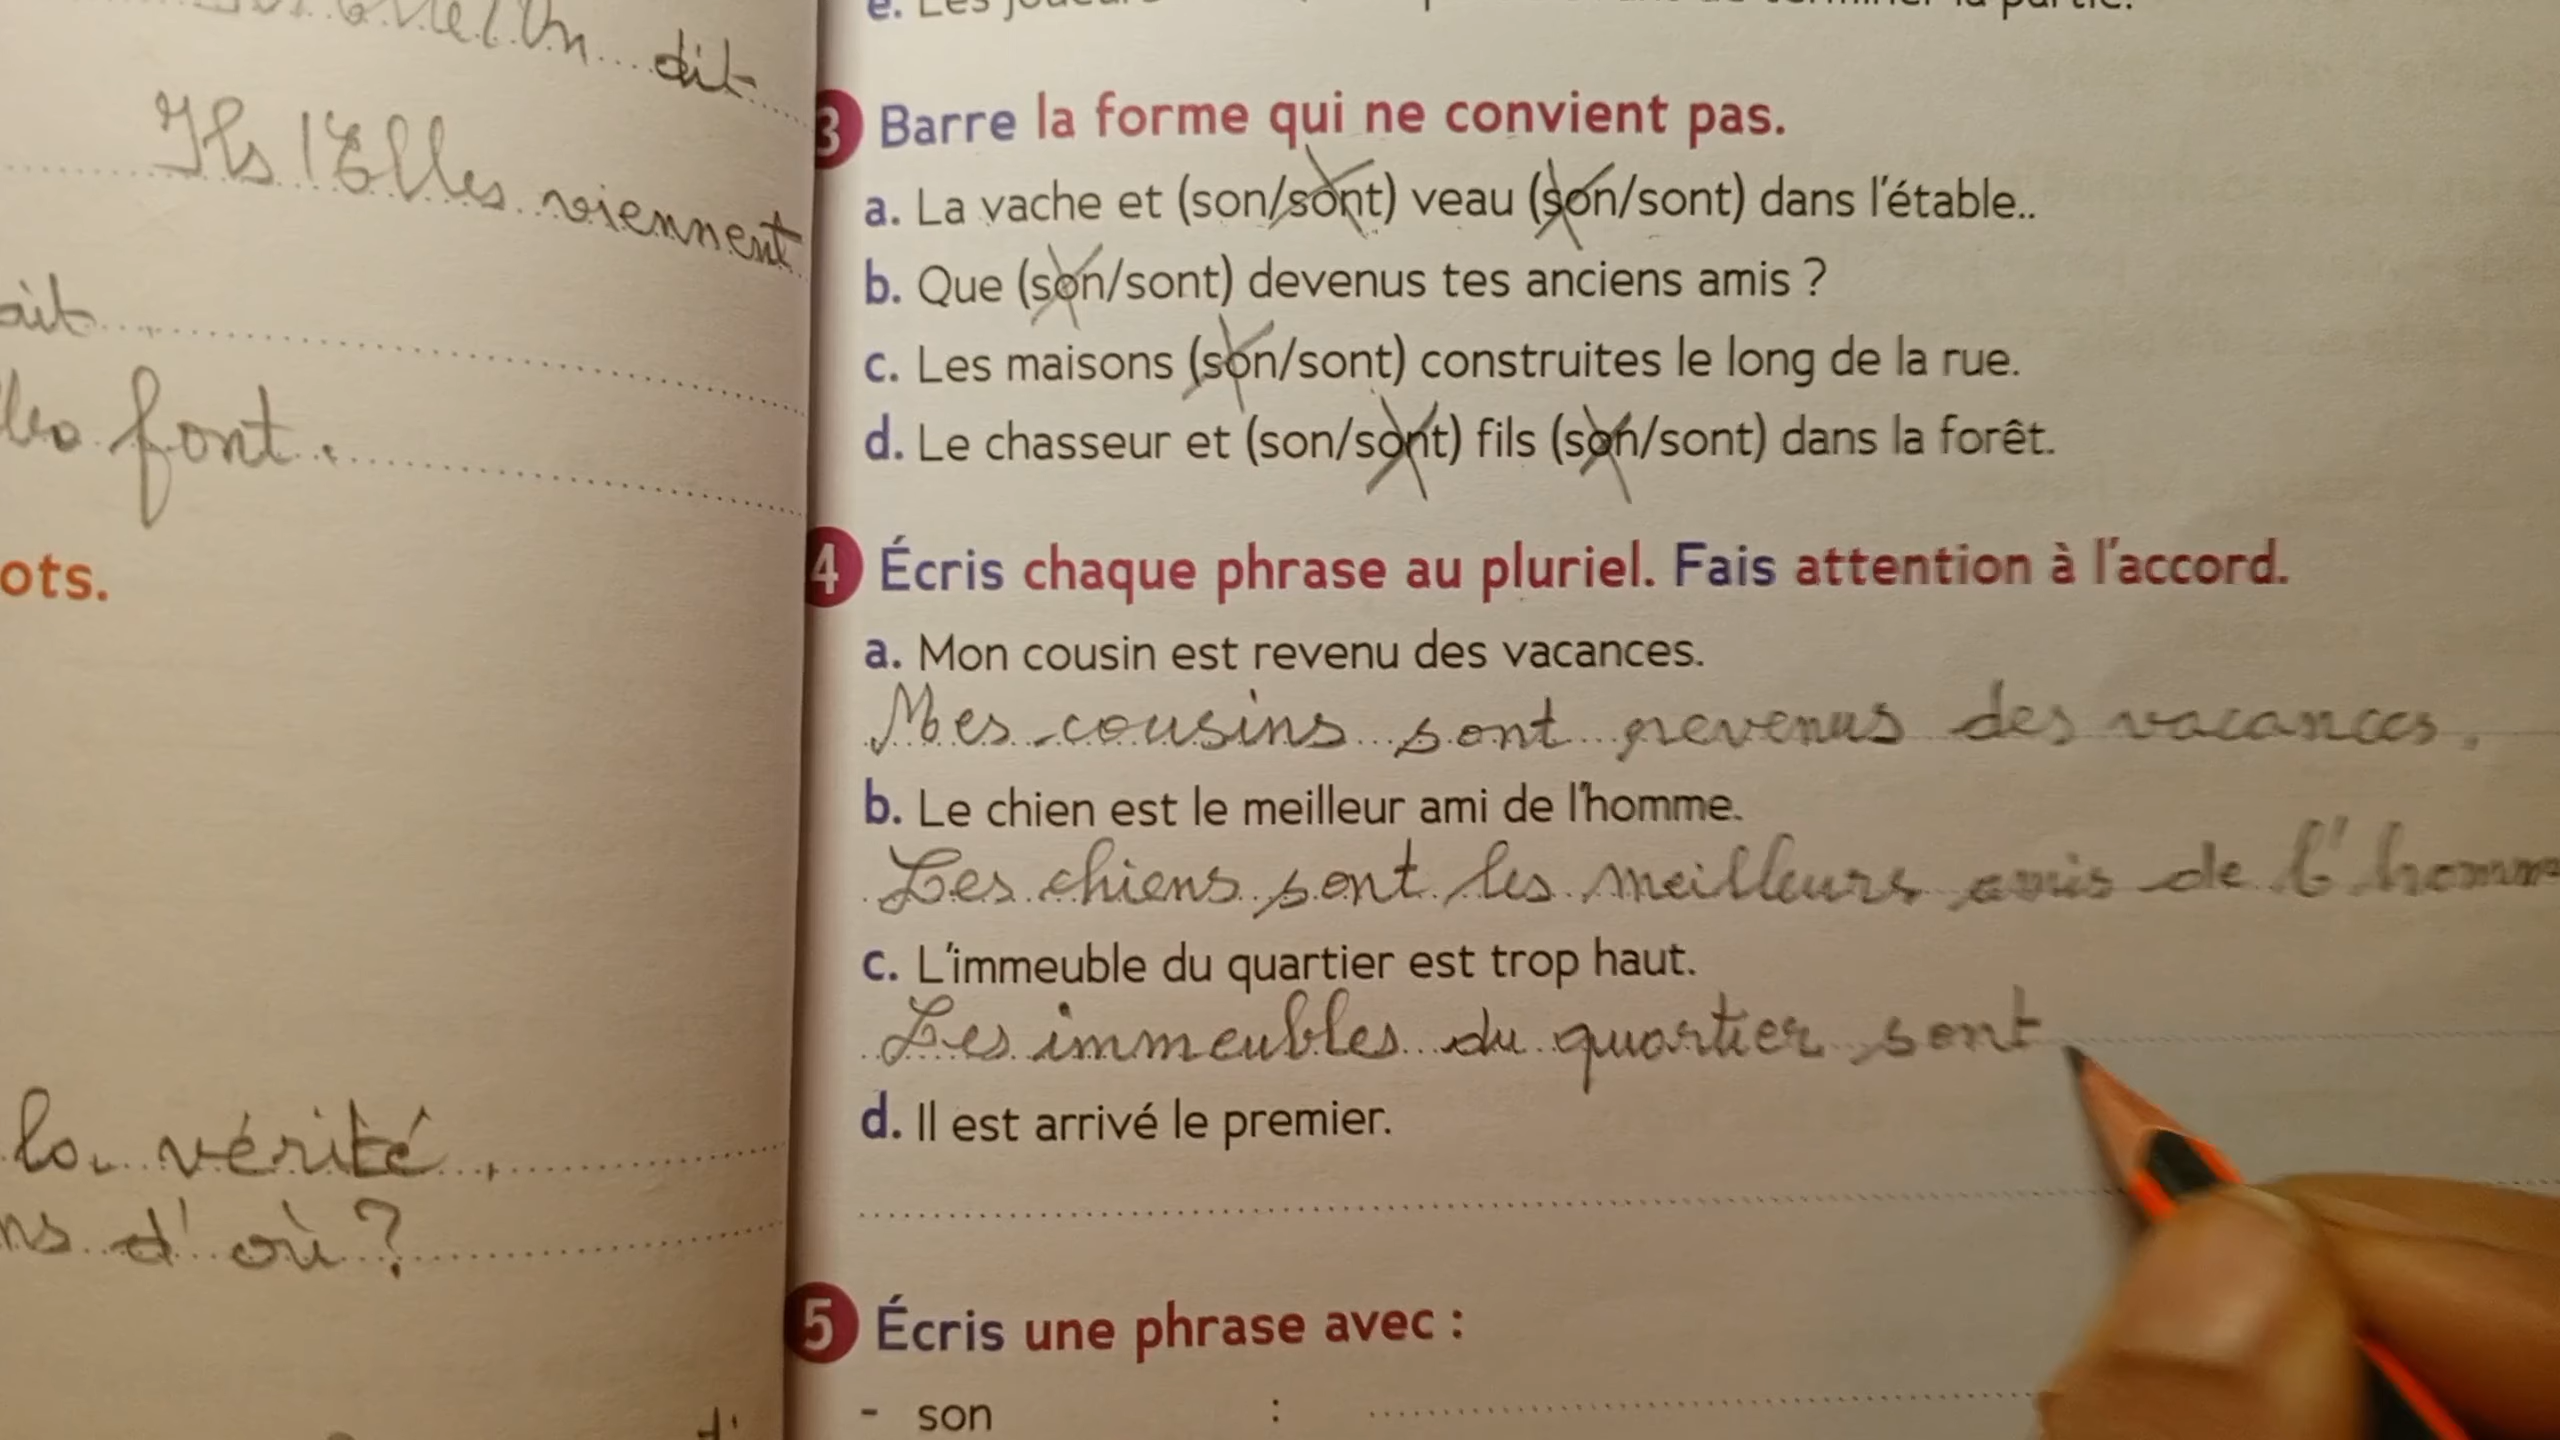 dit
Ils / Elles viennent
ait
font.
ots.
la vérité,
ns d'où ?
d'
e. Les
3 Barre la forme qui ne convient pas.
a. La vache et (son/sont) veau (son/sont) dans l'étable..
b. Que (son/sont) devenus tes anciens amis ?
c. Les maisons (son/sont) construites le long de la rue.
d. Le chasseur et (son/sont) fils (son/sont) dans la forêt.
4 Écris chaque phrase au pluriel. Fais attention à l'accord.
a. Mon cousin est revenu des vacances.
Mes cousins sont revenus des vacances.
b. Le chien est le meilleur ami de l'homme.
Les chiens sont les meilleurs amis de l'homme
c. L'immeuble du quartier est trop haut.
Les immeubles du quartier sont
d. Il est arrivé le premier.
5 Écris une phrase avec :
- son :